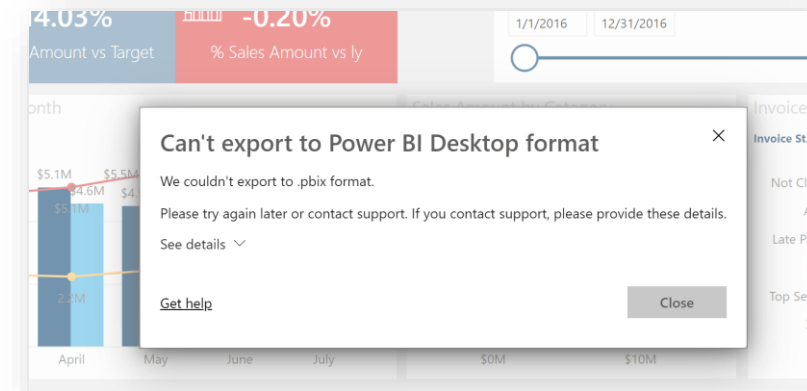 4.03%
-0.20%
Amount vs Target
% Sales Amount vs ly
1/1/2016
12/31/2016
onth
Sales Amount by Category
Invoice
Invoice St
$5.1M
$5.5M
$4.6M
$4.
$5.1M
2.2M
Not Cl
Late P
Top Se
Can't export to Power BI Desktop format
We couldn't export to .pbix format.
Please try again later or contact support. If you contact support, please provide these details.
See details
Get help
Close
April
May
June
July
$0M
$10M